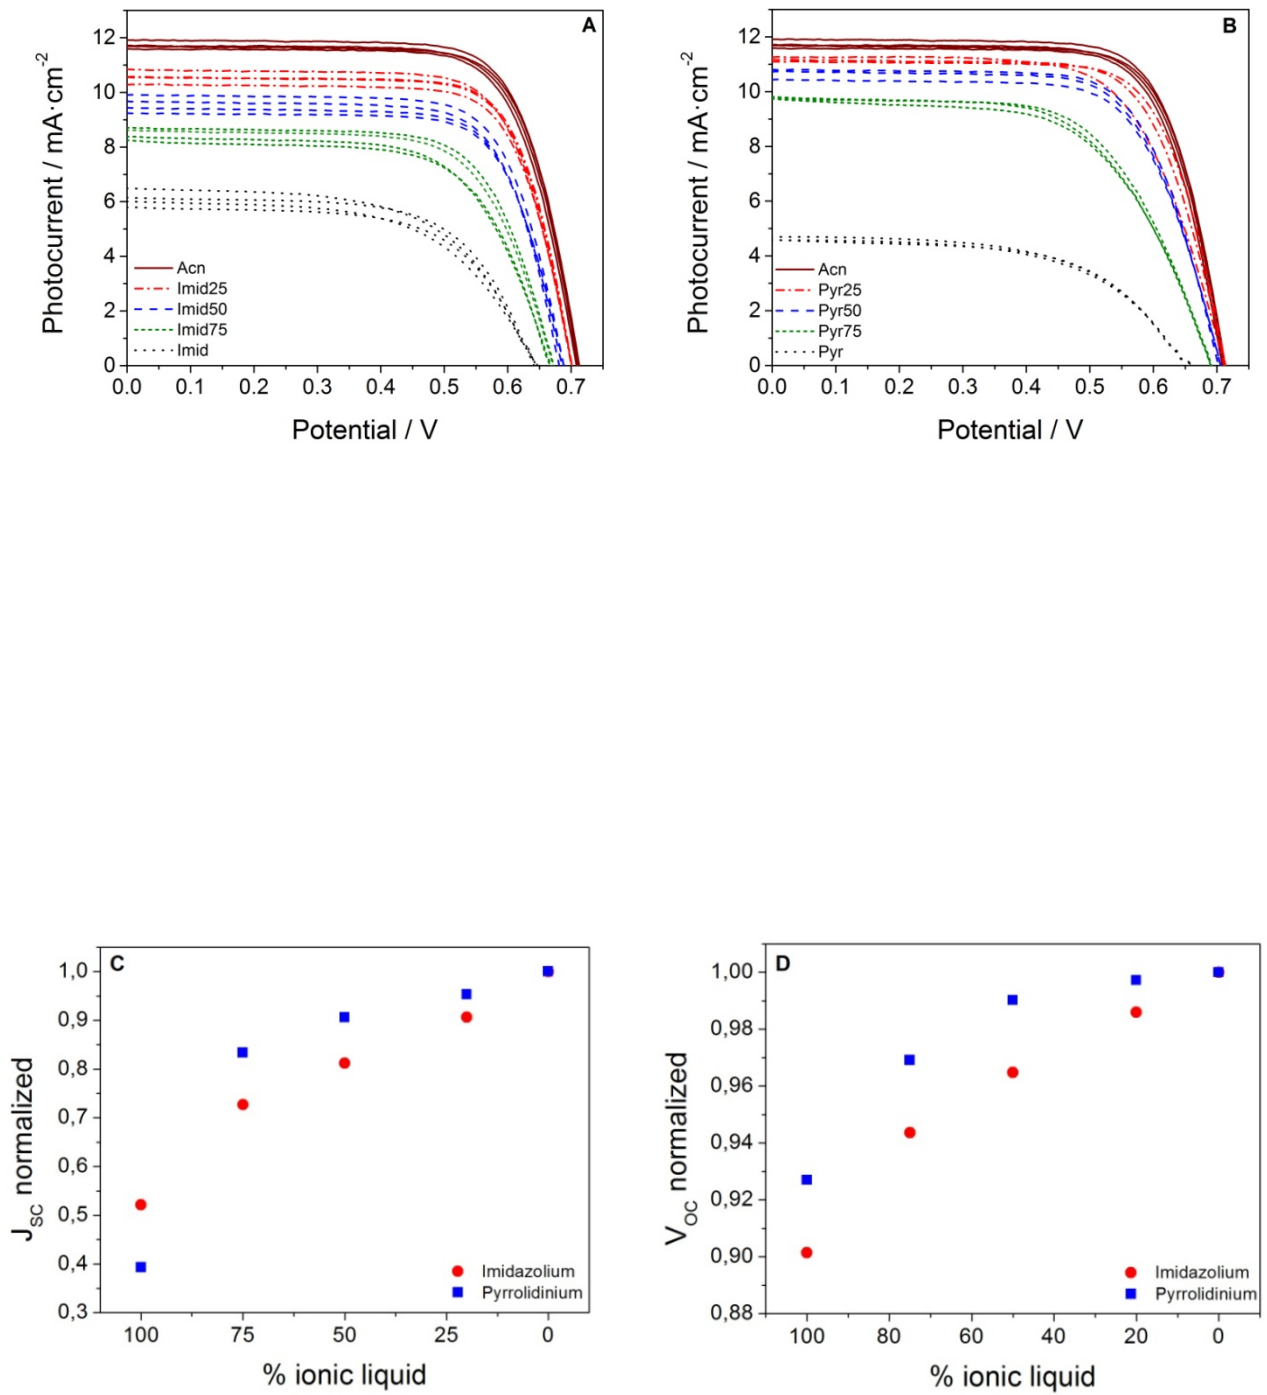 A
Photocurrent / mA·cm-2
12
10
8
6
4
2
0
Acn
Imid25
Imid50
Imid75
Imid
0.0 0.1 0.2 0.3 0.4 0.5 0.6 0.7
Potential / V
B
Photocurrent / mA·cm-2
12
10
8
6
4
2
0
Acn
Pyr25
Pyr50
Pyr75
Pyr
0.0 0.1 0.2 0.3 0.4 0.5 0.6 0.7
Potential / V
C
JSC normalized
1,0
0,9
0,8
0,7
0,6
0,5
0,4
0,3
Imidazolium
Pyrrolidinium
100 75 50 25 0
% ionic liquid
D
VOC normalized
1,00
0,98
0,96
0,94
0,92
0,90
0,88
Imidazolium
Pyrrolidinium
100 80 60 40 20 0
% ionic liquid